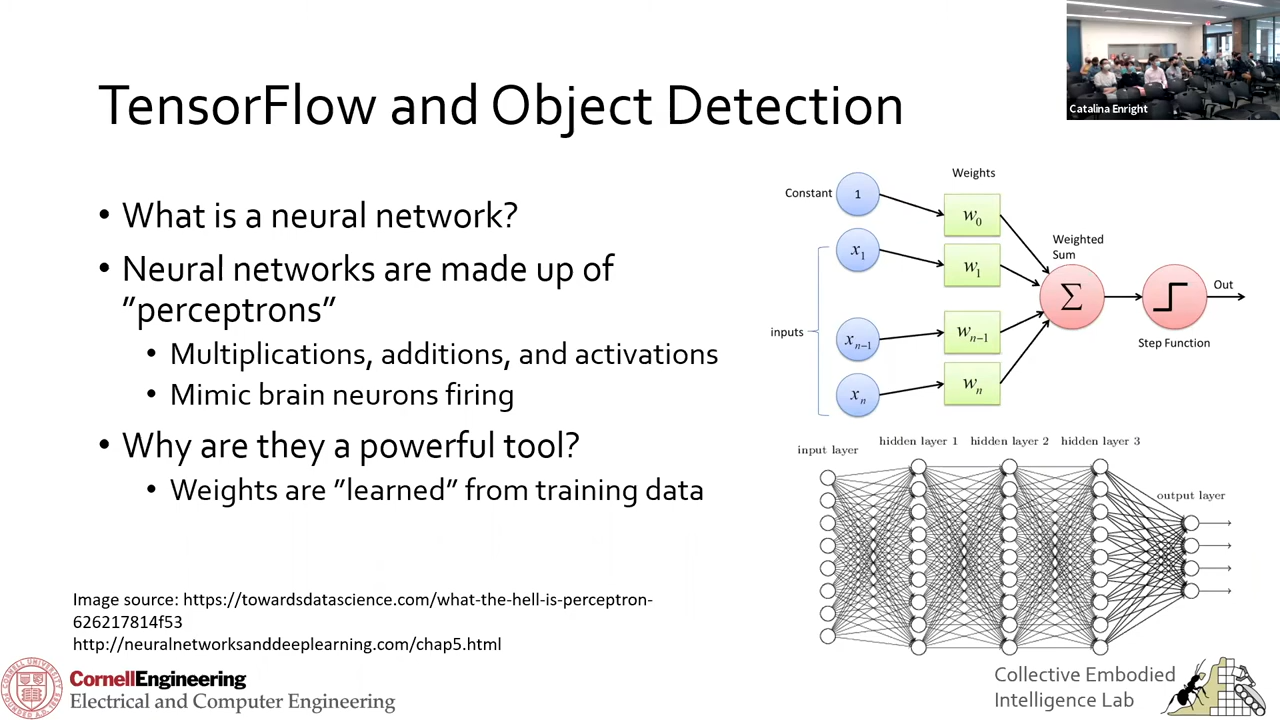 TensorFlow and Object Detection
Catalina Enright
• What is a neural network?
• Neural networks are made up of
”perceptrons”
• Multiplications, additions, and activations
• Mimic brain neurons firing
• Why are they a powerful tool?
• Weights are ”learned” from training data
Weights
Constant
1
w0
x1
w1
Weighted
Sum
Σ
Out
inputs
xn−1
wn−1
Step Function
xn
wn
input layer
hidden layer 1
hidden layer 2
hidden layer 3
output layer
Image source: https://towardsdatascience.com/what-the-hell-is-perceptron-
626217814f53
http://neuralnetworksanddeeplearning.com/chap5.html
CornellEngineering
Electrical and Computer Engineering
Collective Embodied
Intelligence Lab